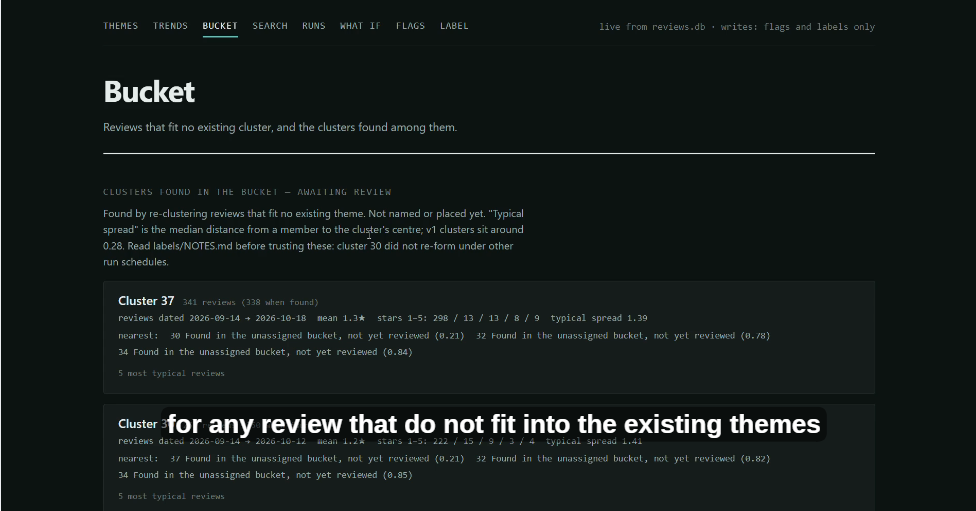 THEMES TRENDS BUCKET SEARCH RUNS WHAT IF FLAGS LABEL
live from reviews.db · writes: flags and labels only
Bucket
Reviews that fit no existing cluster, and the clusters found among them.
CLUSTERS FOUND IN THE BUCKET — AWAITING REVIEW
Found by re-clustering reviews that fit no existing theme. Not named or placed yet. "Typical
spread" is the median distance from a member to the cluster's centre; v1 clusters sit around
0.28. Read labels/NOTES.md before trusting these: cluster 30 did not re-form under other
run schedules.
Cluster 37 341 reviews (338 when found)
reviews dated 2026-09-14 → 2026-10-18 mean 1.3★ stars 1–5: 298 / 13 / 13 / 8 / 9 typical spread 1.39
nearest: 30 Found in the unassigned bucket, not yet reviewed (0.21) 32 Found in the unassigned bucket, not yet reviewed (0.78)
34 Found in the unassigned bucket, not yet reviewed (0.84)
5 most typical reviews
Cluster
for any review that do not fit into the existing themes
reviews dated 2026-09-14 → 2026-10-12 mean 1.2★ stars 1–5: 222 / 15 / 9 / 3 / 4 typical spread 1.41
nearest: 37 Found in the unassigned bucket, not yet reviewed (0.21) 32 Found in the unassigned bucket, not yet reviewed (0.82)
34 Found in the unassigned bucket, not yet reviewed (0.85)
5 most typical reviews